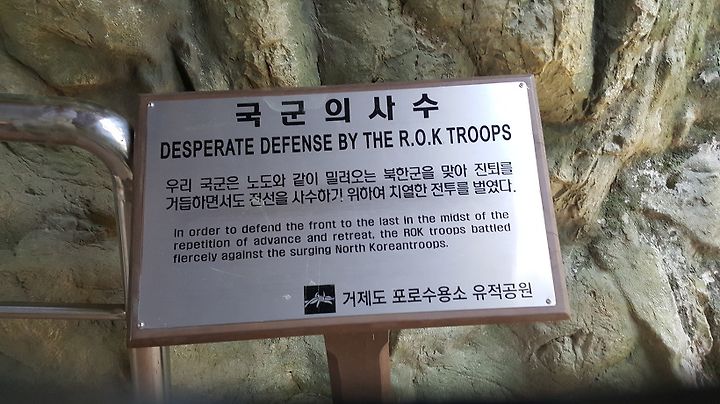 국군의사수
DESPERATE DEFENSE BY THE R.O.K TROOPS
우리 국군은 노도와 같이 밀려오는 북한군을 맞아 진퇴를
거듭하면서도 전선을 사수하기 위하여 치열한 전투를 벌였다.
In order to defend the front to the last in the midst of the
repetition of advance and retreat, the ROK troops battled
fiercely against the surging North Koreantroops.
거제도 포로수용소 유적공원